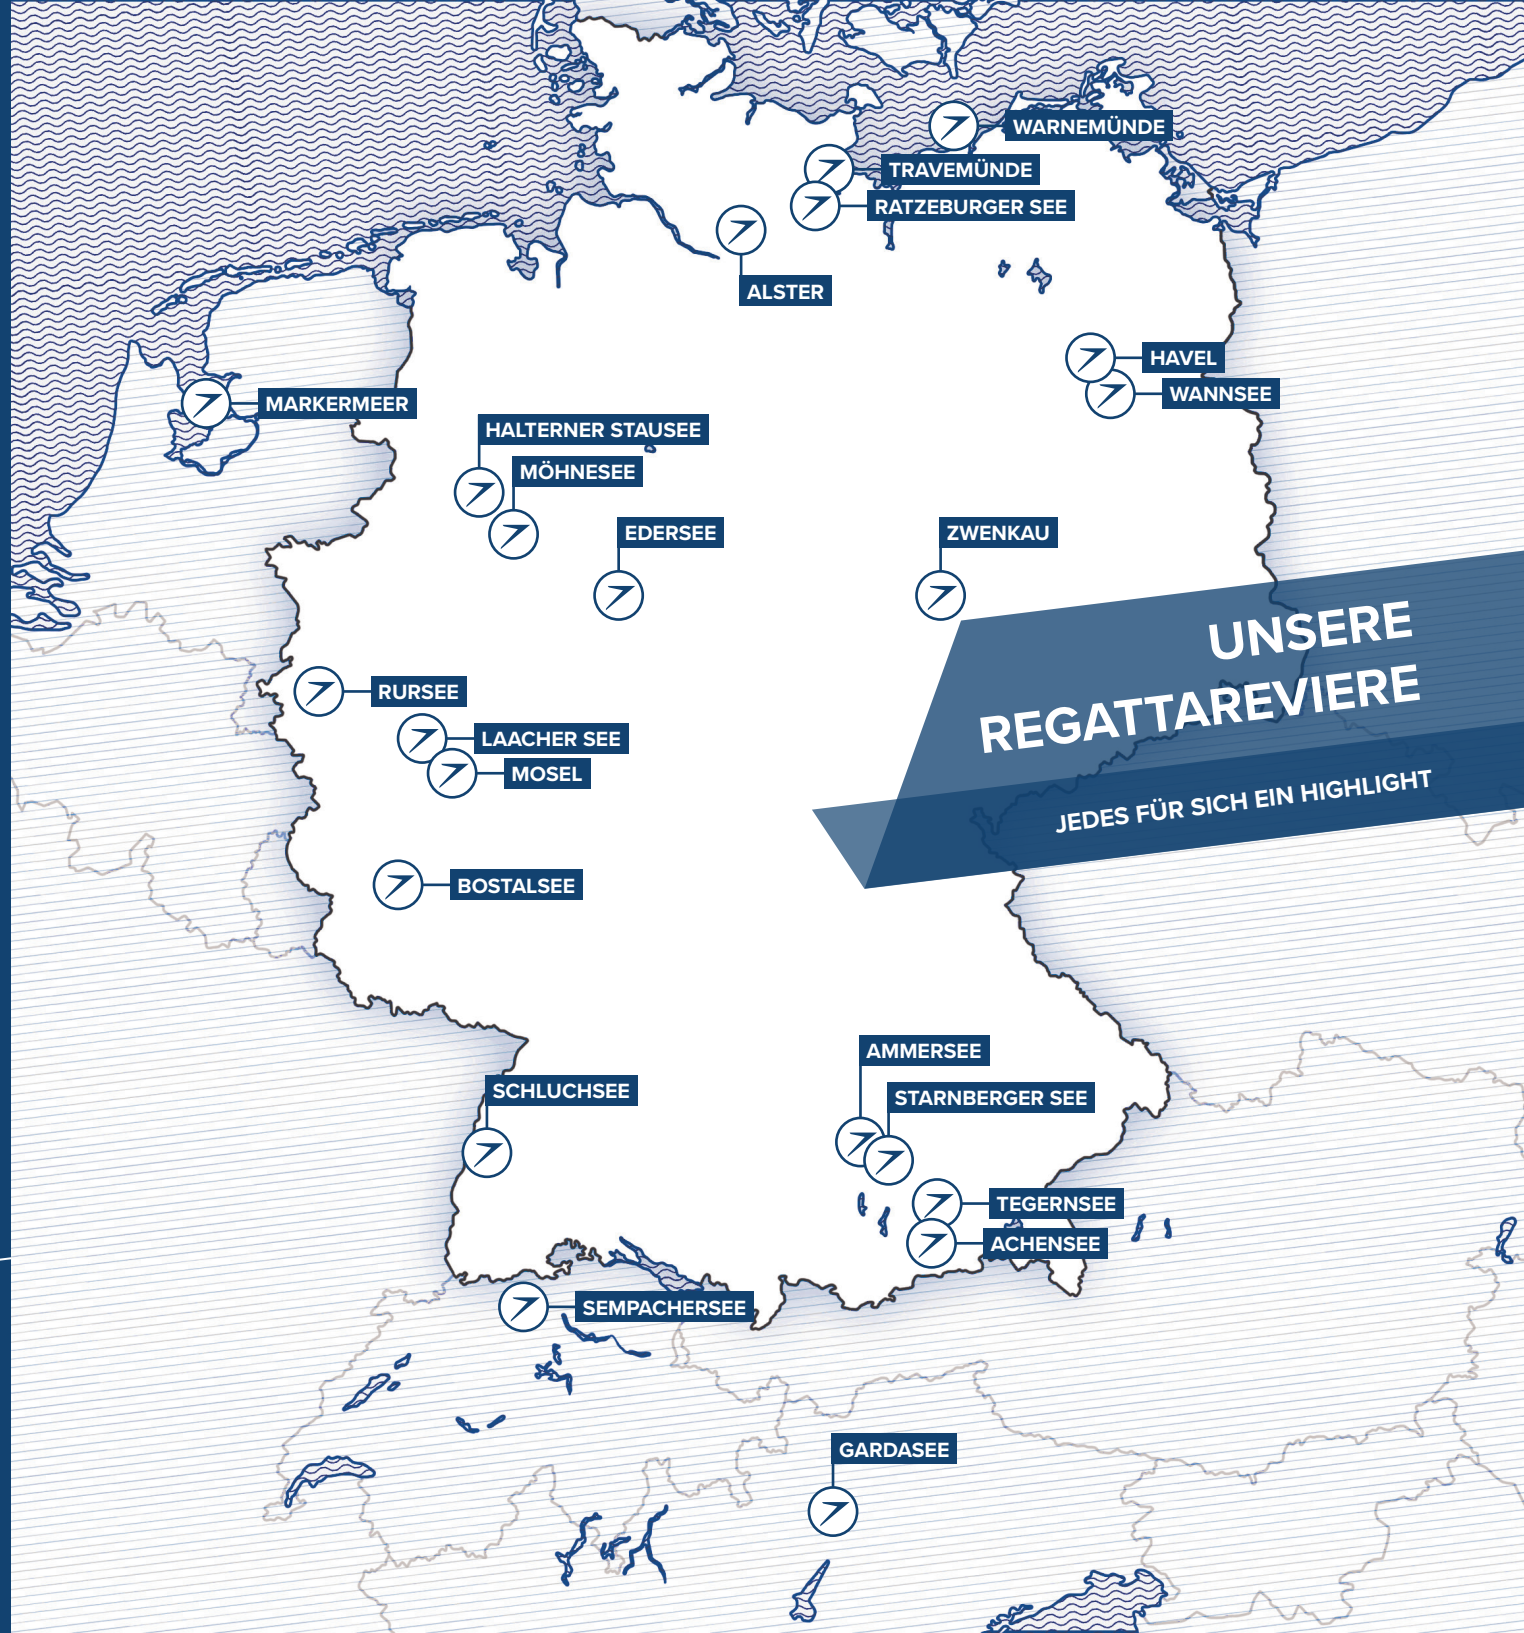 WARNEMÜNDE
TRAVEMÜNDE
RATZEBURGER SEE
ALSTER
HAVEL
WANNSEE
MARKERMEER
HALTERNER STAUSEE
MÖHNESEE
EDERSEE
ZWENKAU
UNSERE
REGATTAREVIERE
JEDES FÜR SICH EIN HIGHLIGHT
RURSEE
LAACHER SEE
MOSEL
BOSTALSEE
AMMERSEE
SCHLUCHSEE
STARNBERGER SEE
TEGERNSEE
ACHENSEE
SEMPACHERSEE
GARDASEE